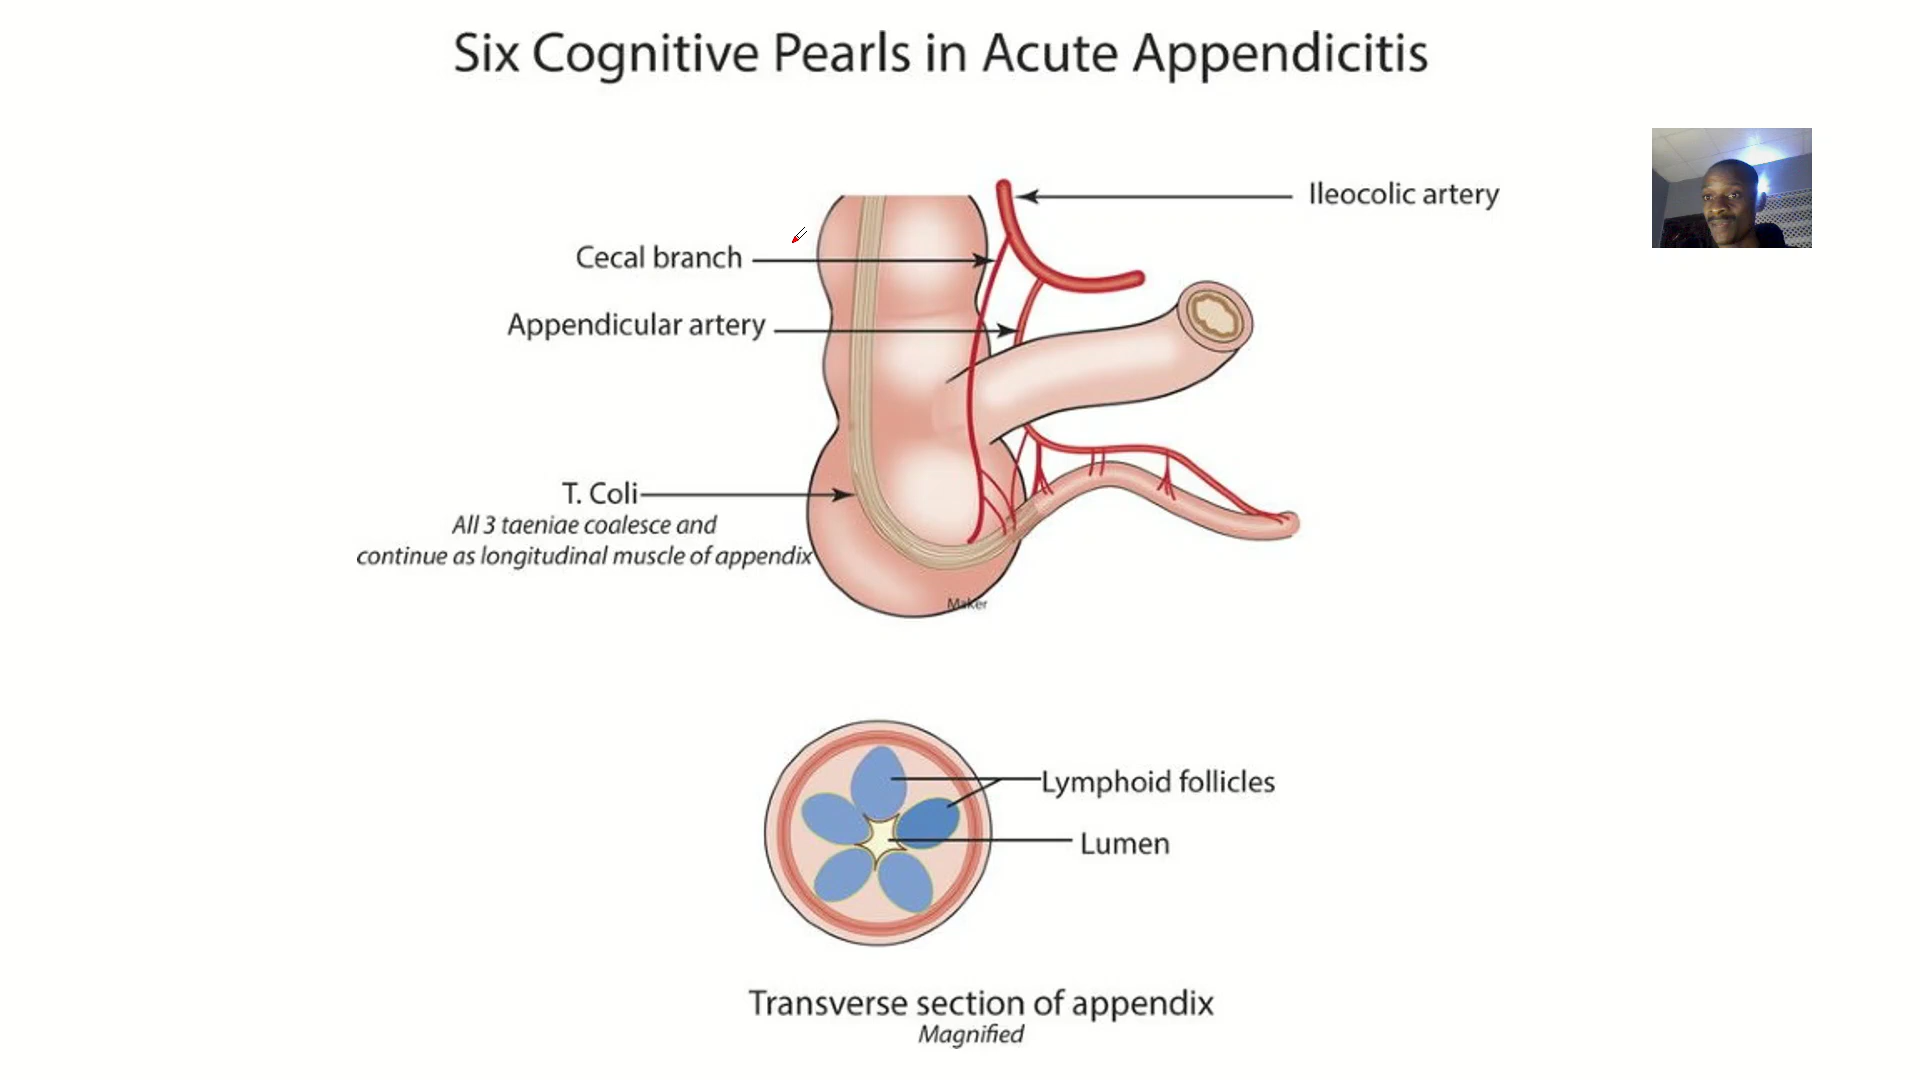 Six Cognitive Pearls in Acute Appendicitis
Ileocolic artery
Cecal branch
Appendicular artery
T. Coli
All 3 taeniae coalesce and
continue as longitudinal muscle of appendix
Maker
Lymphoid follicles
Lumen
Transverse section of appendix
Magnified